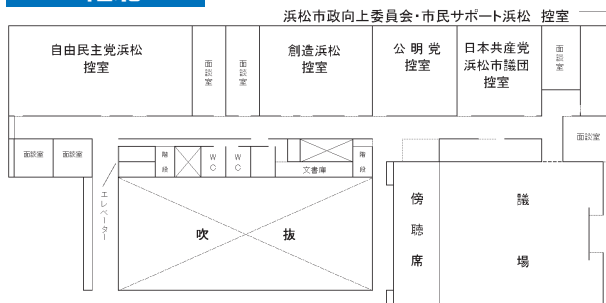 浜松市政向上委員会・市民サポート浜松 控室
自由民主党浜松
控室
面談室
面談室
創造浜松
控室
公明党
控室
日本共産党
浜松市議団
控室
面談室
面談室
面談室
面談室
階段
WC
WC
文書庫
階段
エレベーター
吹抜
傍聴席
議場